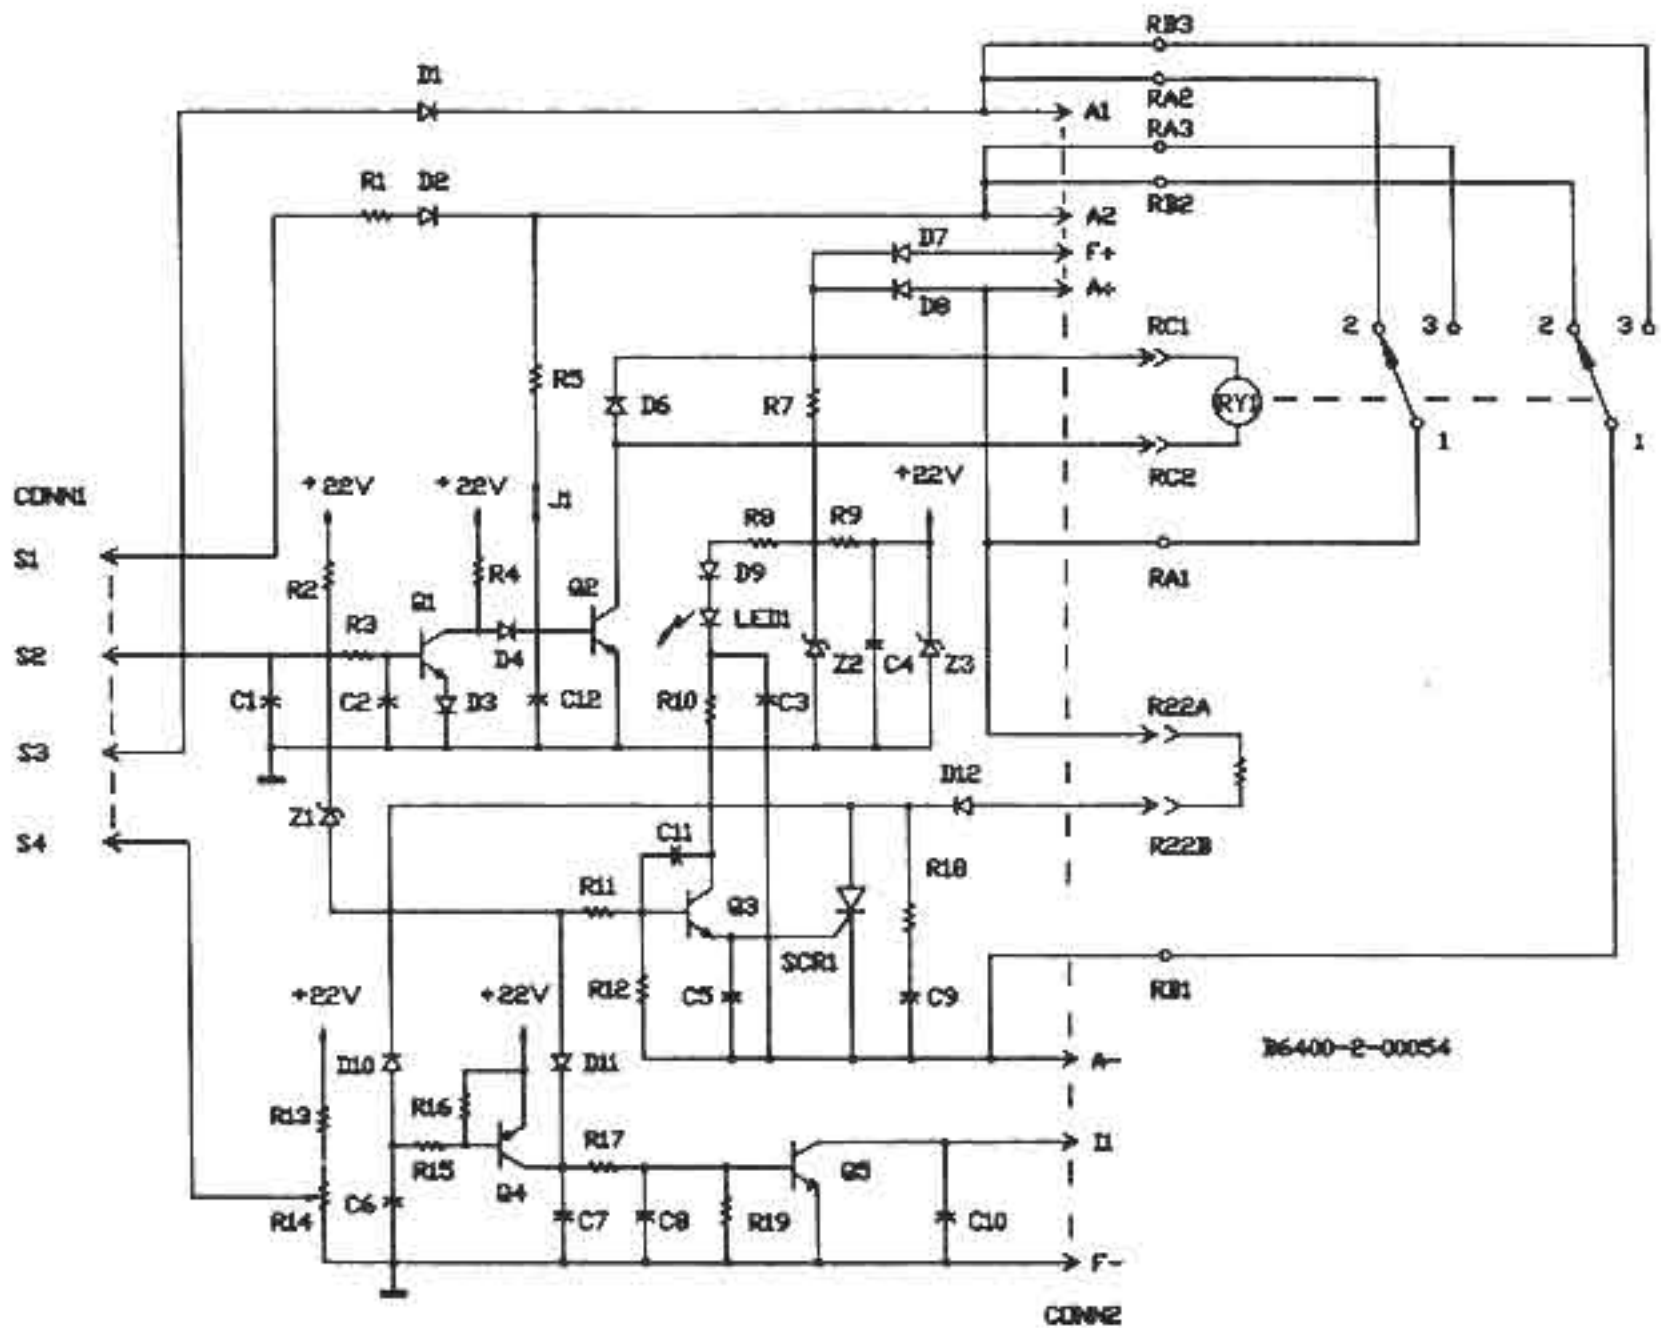 RB3
D1
RA2
A1
RA3
R1 D2
RB2
A2
D7
F+
A+
D8
RC1
2 3 2 3
R5
D6 R7
RY1
1 1
RC2
CONN1
+22V +22V +22V
J1
R8 R9
S1
RA1
R2 R4 Q2 D9
Q1
LED1
R3
S2
D4
Z2 C4 Z3
C1 C2 D3 C12 R10 C3
R22A
S3
D12
Z1
C11
S4
R22B
R18
R11
Q3
SCR1
R12 C5 C9
RB1
+22V +22V
B6400-2-00054
D10 D11
A-
R13 R16
R17
I1
R15
Q4
Q5
C6
R14
C7 C8 R19 C10
F-
CONN2